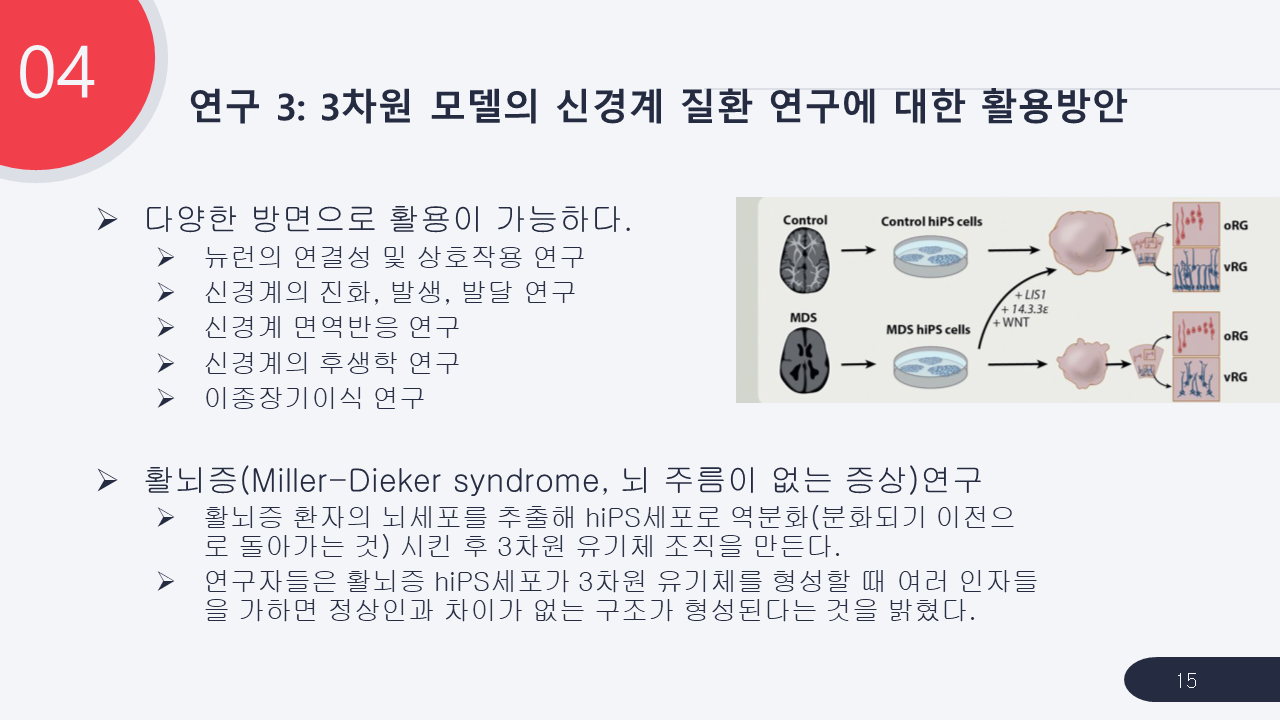 04
연구 3: 3차원 모델의 신경계 질환 연구에 대한 활용방안
➢ 다양한 방면으로 활용이 가능하다.
➢ 뉴런의 연결성 및 상호작용 연구
➢ 신경계의 진화, 발생, 발달 연구
➢ 신경계 면역반응 연구
➢ 신경계의 후생학 연구
➢ 이종장기이식 연구
Control
Control hiPS cells
oRG
vRG
+ LIS1
+ 14.3.3ε
+ WNT
MDS
MDS hiPS cells
oRG
vRG
➢ 활뇌증(Miller-Dieker syndrome, 뇌 주름이 없는 증상)연구
➢ 활뇌증 환자의 뇌세포를 추출해 hiPS세포로 역분화(분화되기 이전으
로 돌아가는 것) 시킨 후 3차원 유기체 조직을 만든다.
➢ 연구자들은 활뇌증 hiPS세포가 3차원 유기체를 형성할 때 여러 인자들
을 가하면 정상인과 차이가 없는 구조가 형성된다는 것을 밝혔다.
15